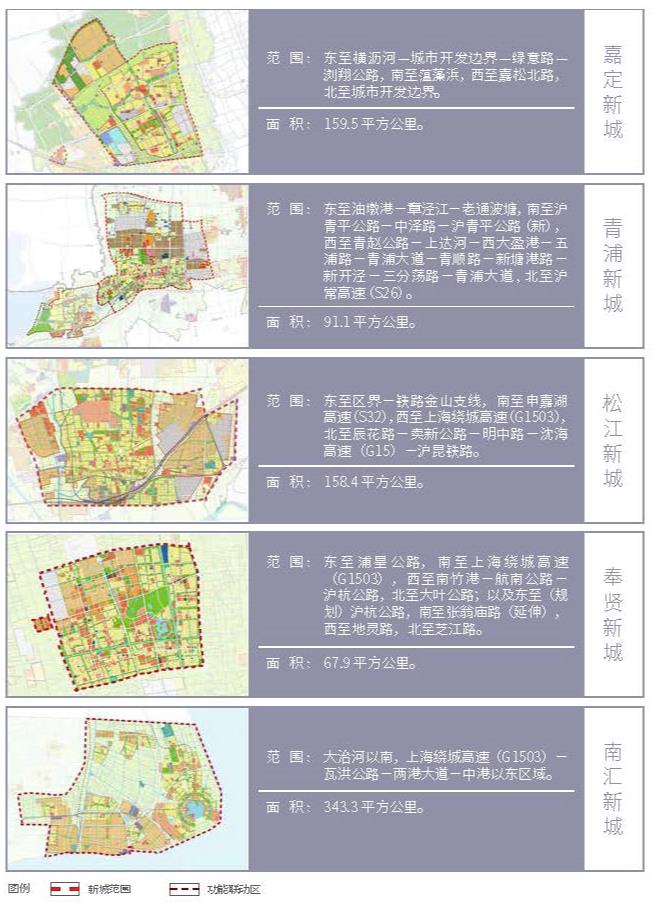 范 围： 东至横沥河—城市开发边界—绿意路—
浏翔公路，南至蕰藻浜，西至嘉松北路，
北至城市开发边界。
面 积： 159.5 平方公里。
嘉定新城
范 围： 东至油墩港－章泾江－老通波塘，南至沪
青平公路－中泽路－沪青平公路（新），
西至青赵公路－上达河－西大盈港－五
浦路－青浦大道－青顺路－新塘港路－
新开泾－三分荡路－青浦大道，北至沪
常高速（S26）。
面 积： 91.1 平方公里。
青浦新城
范 围： 东至区界－铁路金山支线，南至申嘉湖
高速（S32），西至上海绕城高速（G1503），
北至辰花路－卖新公路－明中路－沈海
高速（G15）－沪昆铁路。
面 积： 158.4 平方公里。
松江新城
范 围： 东至浦星公路，南至上海绕城高速
（G1503），西至南竹港－航南公路－
沪杭公路，北至大叶公路；以及东至（规
划）沪杭公路，南至张翁庙路（延伸），
西至地灵路，北至芝江路。
面 积： 67.9 平方公里。
奉贤新城
范 围： 大治河以南，上海绕城高速（G1503）－
瓦洪公路－两港大道－中港以东区域。
面 积： 343.3 平方公里。
南汇新城
图例 新城范围 功能联动区